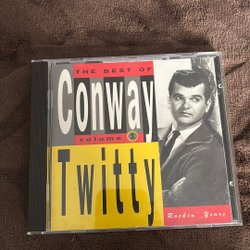 THE BEST OF
Conway
volume 1
Twitty
Rockin' Years